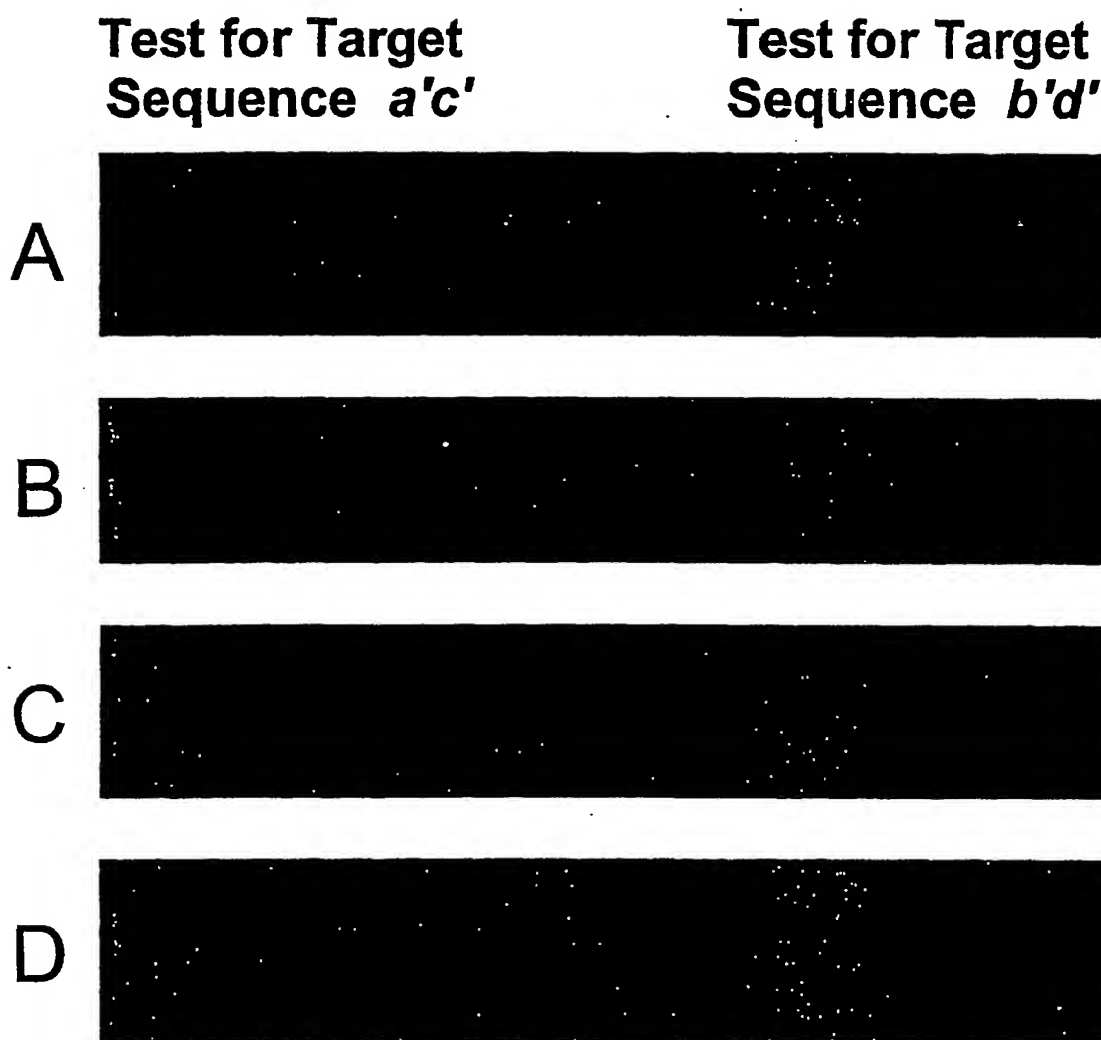 Test for Target
Sequence a'c'
Test for Target
Sequence b'd'
A
B
C
D